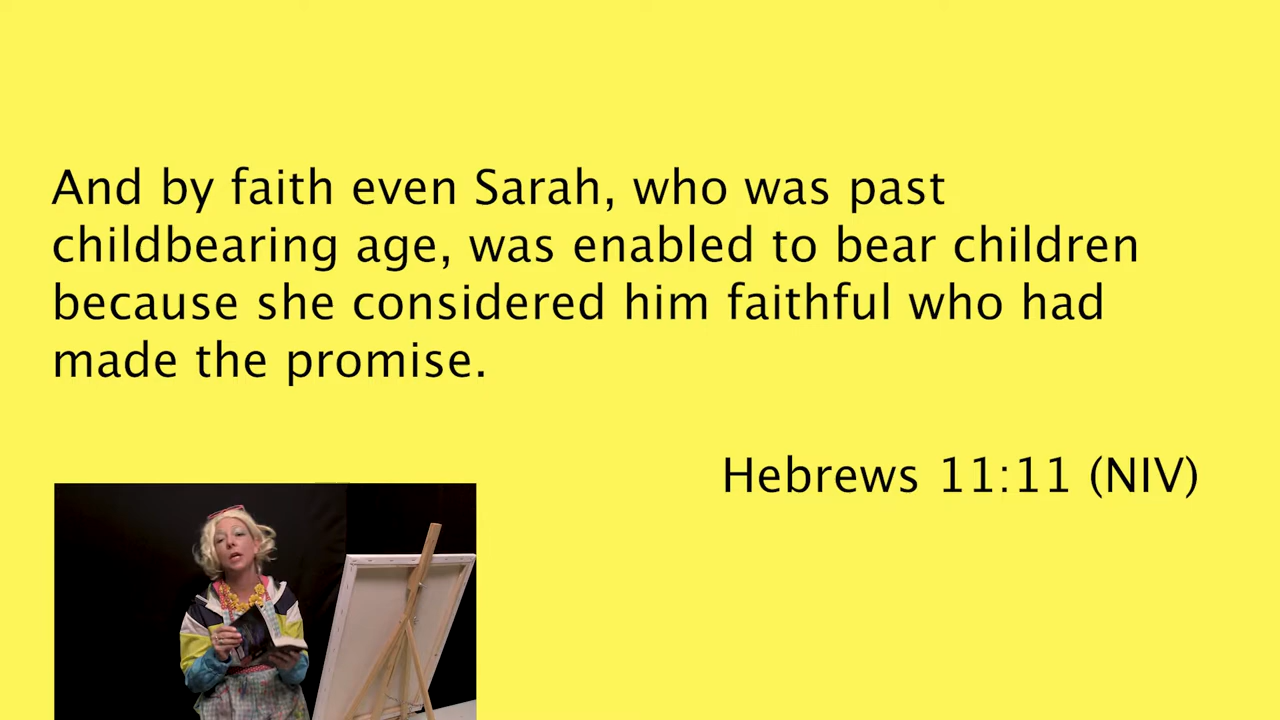 And by faith even Sarah, who was past
childbearing age, was enabled to bear children
because she considered him faithful who had
made the promise.
Hebrews 11:11 (NIV)